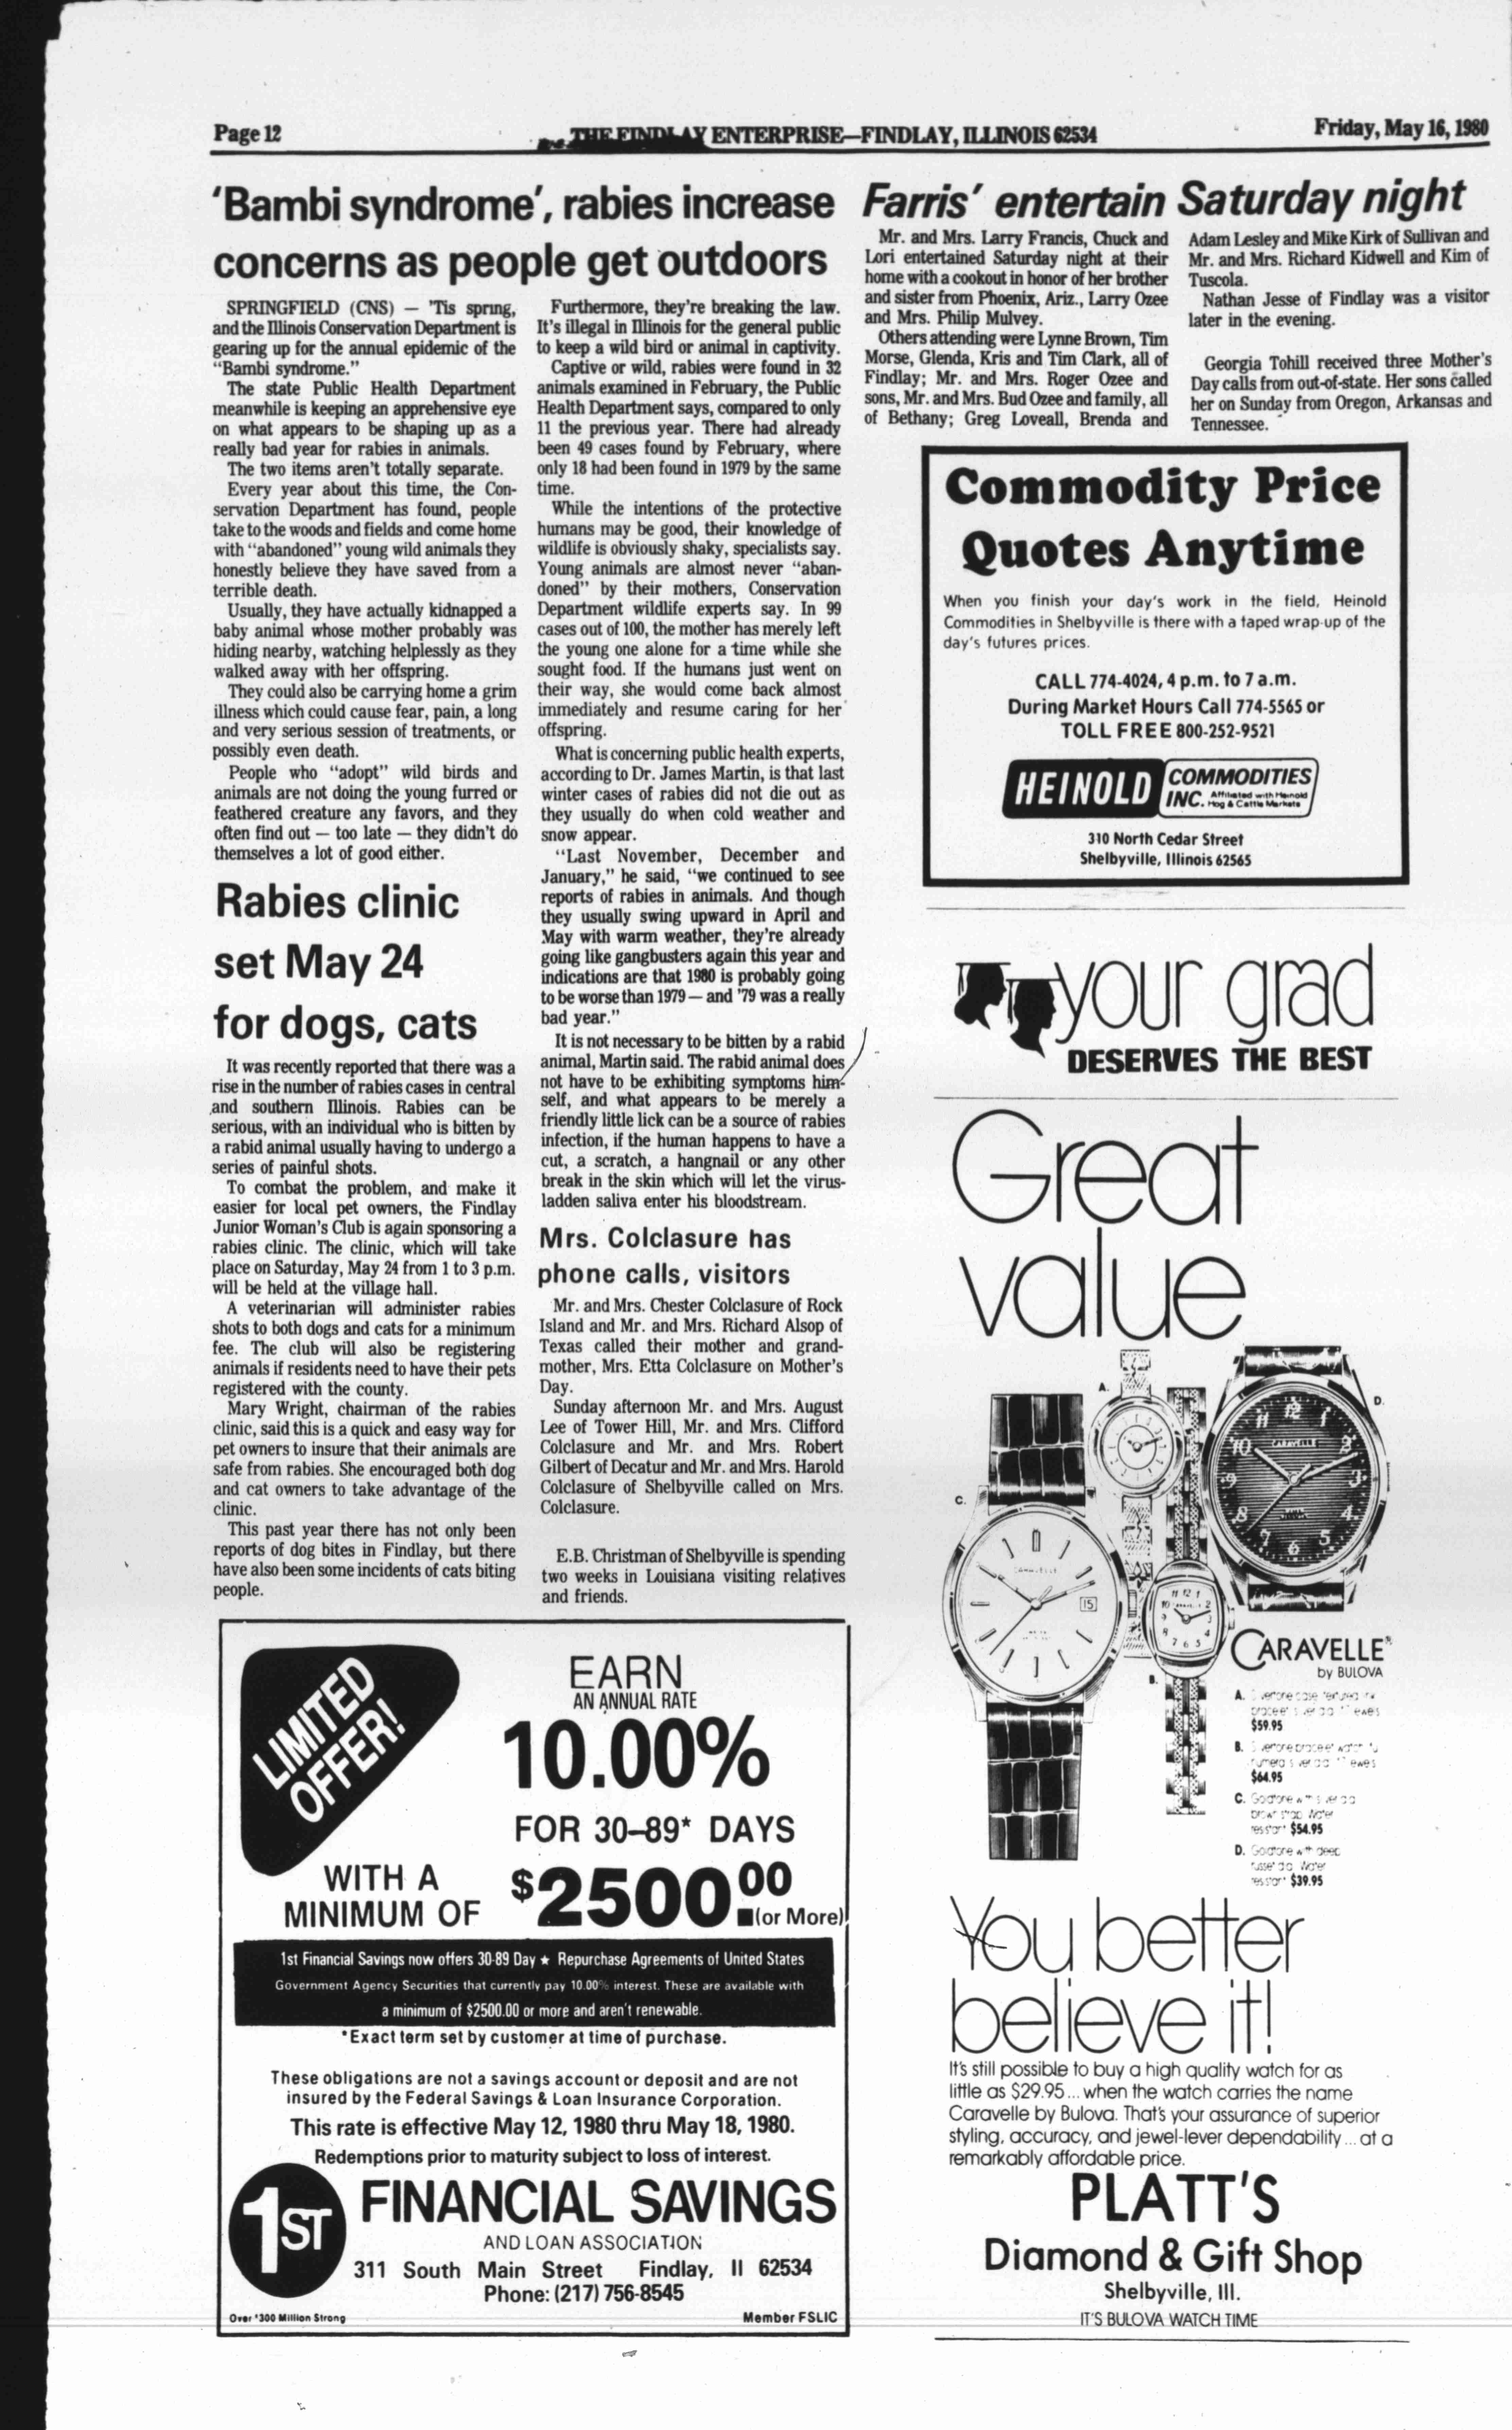 Page 12
THE FINDLAY ENTERPRISE—FINDLAY, ILLINOIS 62534
Friday, May 16, 1980
'Bambi syndrome', rabies increase
concerns as people get outdoors
SPRINGFIELD (CNS) — 'Tis spring,
and the Illinois Conservation Department is
gearing up for the annual epidemic of the
"Bambi syndrome."
The state Public Health Department
meanwhile is keeping an apprehensive eye
on what appears to be shaping up as a
really bad year for rabies in animals.
The two items aren't totally separate.
Every year about this time, the Con-
servation Department has found, people
take to the woods and fields and come home
with "abandoned" young wild animals they
honestly believe they have saved from a
terrible death.
Usually, they have actually kidnapped a
baby animal whose mother probably was
hiding nearby, watching helplessly as they
walked away with her offspring.
They could also be carrying home a grim
illness which could cause fear, pain, a long
and very serious session of treatments, or
possibly even death.
People who "adopt" wild birds and
animals are not doing the young furred or
feathered creature any favors, and they
often find out — too late — they didn't do
themselves a lot of good either.
Furthermore, they're breaking the law.
It's illegal in Illinois for the general public
to keep a wild bird or animal in captivity.
Captive or wild, rabies were found in 32
animals examined in February, the Public
Health Department says, compared to only
11 the previous year. There had already
been 49 cases found by February, where
only 18 had been found in 1979 by the same
time.
While the intentions of the protective
humans may be good, their knowledge of
wildlife is obviously shaky, specialists say.
Young animals are almost never "aban-
doned" by their mothers, Conservation
Department wildlife experts say. In 99
cases out of 100, the mother has merely left
the young one alone for a time while she
sought food. If the humans just went on
their way, she would come back almost
immediately and resume caring for her
offspring.
What is concerning public health experts,
according to Dr. James Martin, is that last
winter cases of rabies did not die out as
they usually do when cold weather and
snow appear.
"Last November, December and
January," he said, "we continued to see
reports of rabies in animals. And though
they usually swing upward in April and
May with warm weather, they're already
going like gangbusters again this year and
indications are that 1980 is probably going
to be worse than 1979 — and '79 was a really
bad year."
It is not necessary to be bitten by a rabid
animal, Martin said. The rabid animal does
not have to be exhibiting symptoms him-
self, and what appears to be merely a
friendly little lick can be a source of rabies
infection, if the human happens to have a
cut, a scratch, a hangnail or any other
break in the skin which will let the virus-
ladden saliva enter his bloodstream.
Rabies clinic
set May 24
for dogs, cats
It was recently reported that there was a
rise in the number of rabies cases in central
and southern Illinois. Rabies can be
serious, with an individual who is bitten by
a rabid animal usually having to undergo a
series of painful shots.
To combat the problem, and make it
easier for local pet owners, the Findlay
Junior Woman's Club is again sponsoring a
rabies clinic. The clinic, which will take
place on Saturday, May 24 from 1 to 3 p.m.
will be held at the village hall.
A veterinarian will administer rabies
shots to both dogs and cats for a minimum
fee. The club will also be registering
animals if residents need to have their pets
registered with the county.
Mary Wright, chairman of the rabies
clinic, said this is a quick and easy way for
pet owners to insure that their animals are
safe from rabies. She encouraged both dog
and cat owners to take advantage of the
clinic.
This past year there has not only been
reports of dog bites in Findlay, but there
have also been some incidents of cats biting
people.
Mrs. Colclasure has
phone calls, visitors
Mr. and Mrs. Chester Colclasure of Rock
Island and Mr. and Mrs. Richard Alsop of
Texas called their mother and grand-
mother, Mrs. Etta Colclasure on Mother's
Day.
Sunday afternoon Mr. and Mrs. August
Lee of Tower Hill, Mr. and Mrs. Clifford
Colclasure and Mr. and Mrs. Robert
Gilbert of Decatur and Mr. and Mrs. Harold
Colclasure of Shelbyville called on Mrs.
Colclasure.
E.B. Christman of Shelbyville is spending
two weeks in Louisiana visiting relatives
and friends.
Farris' entertain Saturday night
Mr. and Mrs. Larry Francis, Chuck and
Lori entertained Saturday night at their
home with a cookout in honor of her brother
and sister from Phoenix, Ariz., Larry Ozee
and Mrs. Philip Mulvey.
Others attending were Lynne Brown, Tim
Morse, Glenda, Kris and Tim Clark, all of
Findlay; Mr. and Mrs. Roger Ozee and
sons, Mr. and Mrs. Bud Ozee and family, all
of Bethany; Greg Loveall, Brenda and
Adam Lesley and Mike Kirk of Sullivan and
Mr. and Mrs. Richard Kidwell and Kim of
Tuscola.
Nathan Jesse of Findlay was a visitor
later in the evening.
Georgia Tohill received three Mother's
Day calls from out-of-state. Her sons called
her on Sunday from Oregon, Arkansas and
Tennessee.
Commodity Price
Quotes Anytime
When you finish your day's work in the field, Heinold
Commodities in Shelbyville is there with a taped wrap-up of the
day's futures prices.
CALL 774-4024, 4 p.m. to 7 a.m.
During Market Hours Call 774-5565 or
TOLL FREE 800-252-9521
HEINOLD COMMODITIES
INC. Affiliated with Heinold
Hog & Cattle Markets
310 North Cedar Street
Shelbyville, Illinois 62565
your grad
DESERVES THE BEST
Great
value
A.
B.
C.
D.
CARAVELLE®
by BULOVA
A.
$59.95
B.
$64.95
C.
$54.95
D.
$39.95
You better
believe it!
It's still possible to buy a high quality watch for as
little as $29.95... when the watch carries the name
Caravelle by Bulova. That's your assurance of superior
styling, accuracy, and jewel-lever dependability... at a
remarkably affordable price.
PLATT'S
Diamond & Gift Shop
Shelbyville, Ill.
IT'S BULOVA WATCH TIME
LIMITED
OFFER!
EARN
AN ANNUAL RATE
10.00%
FOR 30–89* DAYS
WITH A
MINIMUM OF
$2500.00
(or More)
1st Financial Savings now offers 30-89 Day ★ Repurchase Agreements of United States
Government Agency Securities that currently pay 10.00% interest. These are available with
a minimum of $2500.00 or more and aren't renewable.
*Exact term set by customer at time of purchase.
These obligations are not a savings account or deposit and are not
insured by the Federal Savings & Loan Insurance Corporation.
This rate is effective May 12, 1980 thru May 18, 1980.
Redemptions prior to maturity subject to loss of interest.
1ST FINANCIAL SAVINGS
AND LOAN ASSOCIATION
311 South Main Street Findlay, Il 62534
Phone: (217) 756-8545
Over $300 Million Strong
Member FSLIC